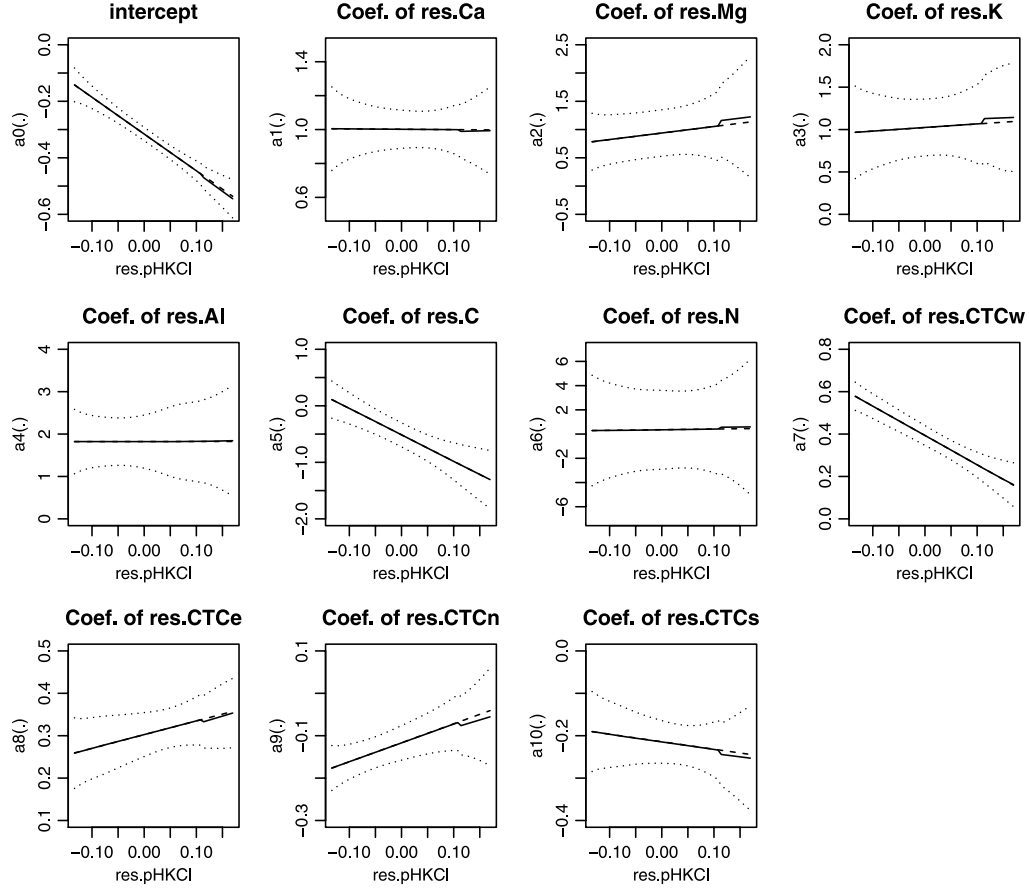 intercept
Coef. of res.Ca
Coef. of res.Mg
Coef. of res.K
a0(.)
0.0
−0.2
−0.4
−0.6
−0.10 0.00 0.10
res.pHKCl
a1(.)
1.4
1.0
0.6
−0.10 0.00 0.10
res.pHKCl
a2(.)
2.5
1.5
0.5
−0.5
−0.10 0.00 0.10
res.pHKCl
a3(.)
2.0
1.5
1.0
0.5
0.0
−0.10 0.00 0.10
res.pHKCl
Coef. of res.Al
Coef. of res.C
Coef. of res.N
Coef. of res.CTCw
a4(.)
4
3
2
1
0
−0.10 0.00 0.10
res.pHKCl
a5(.)
1.0
0.0
−1.0
−2.0
−0.10 0.00 0.10
res.pHKCl
a6(.)
6
4
2
−2
−6
−0.10 0.00 0.10
res.pHKCl
a7(.)
0.8
0.6
0.4
0.2
0.0
−0.10 0.00 0.10
res.pHKCl
Coef. of res.CTCe
Coef. of res.CTCn
Coef. of res.CTCs
a8(.)
0.5
0.4
0.3
0.2
0.1
−0.10 0.00 0.10
res.pHKCl
a9(.)
0.1
−0.1
−0.3
−0.10 0.00 0.10
res.pHKCl
a10(.)
0.0
−0.2
−0.4
−0.10 0.00 0.10
res.pHKCl